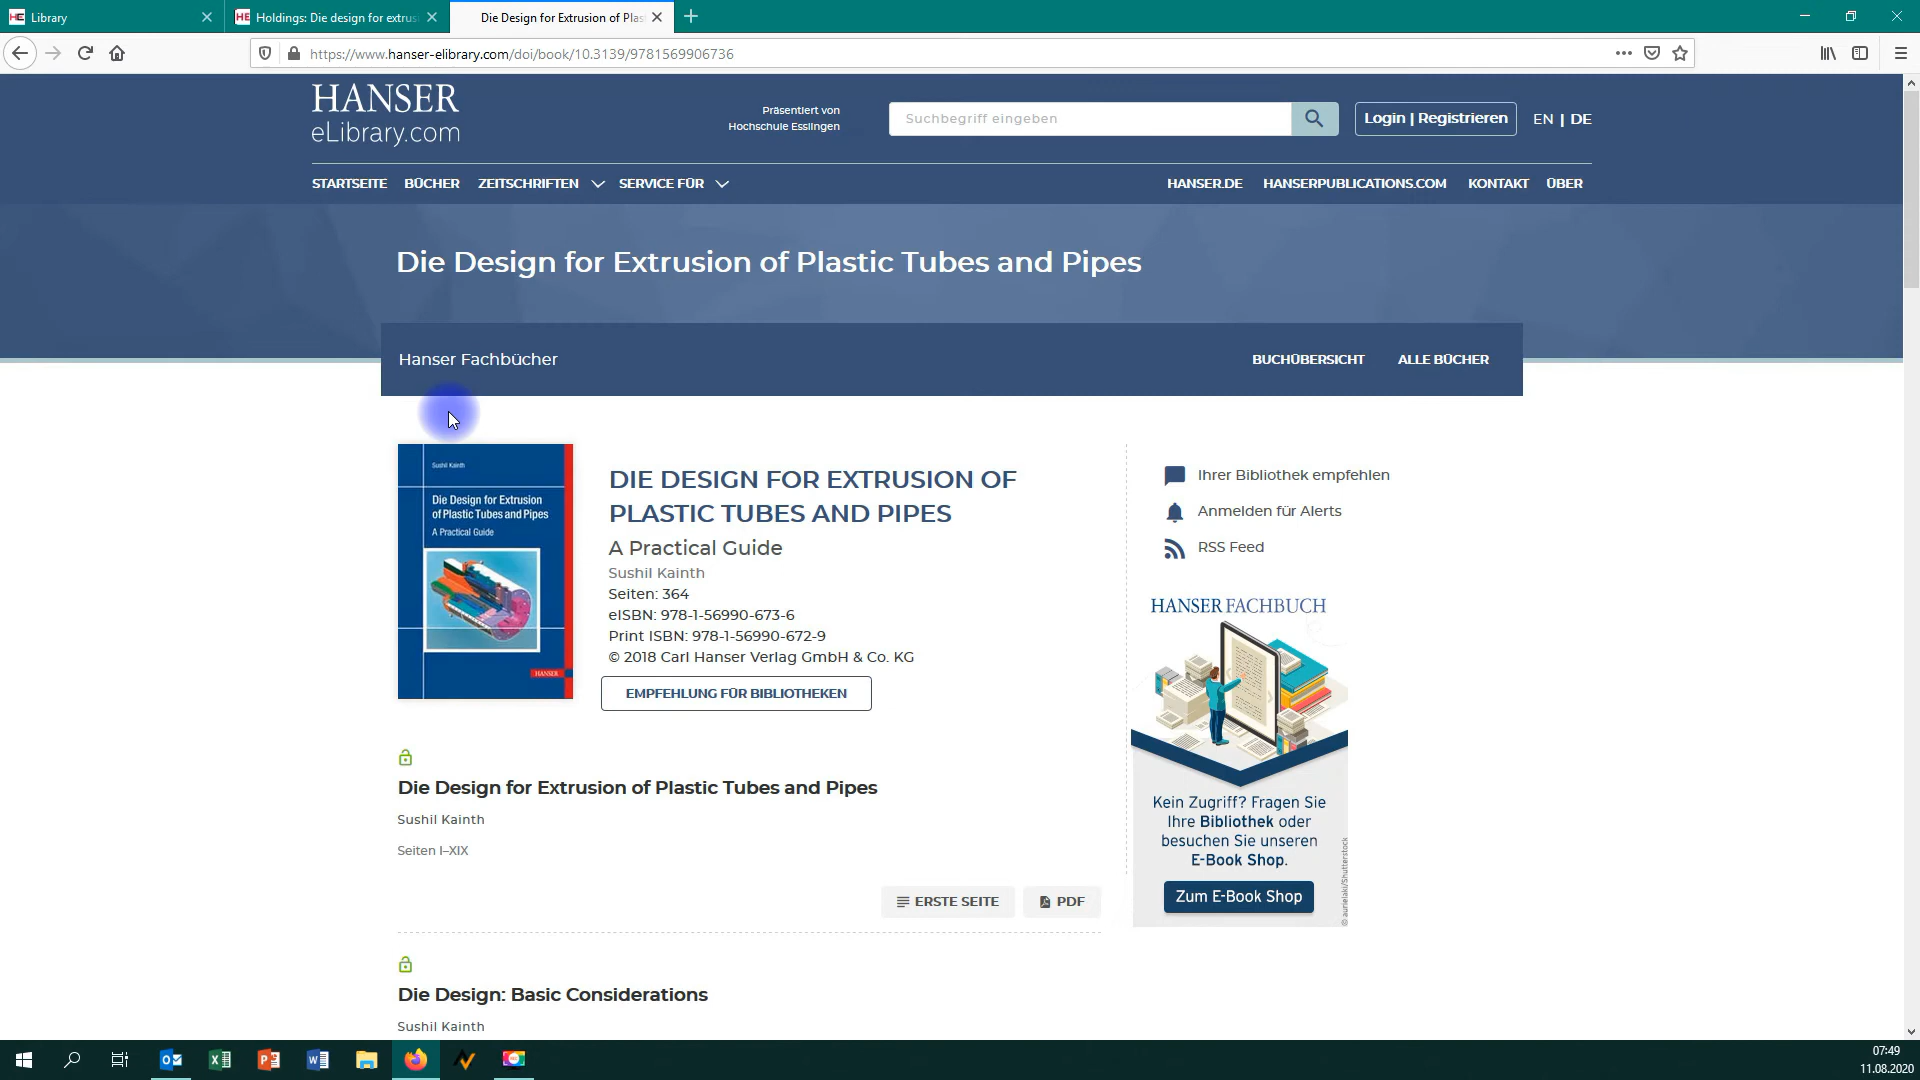 Library
Holdings: Die design for extrus
Die Design for Extrusion of Plas
https://www.hanser-elibrary.com/doi/book/10.3139/9781569906736
HANSER
eLibrary.com
Präsentiert von
Hochschule Esslingen
Suchbegriff eingeben
Login | Registrieren
EN | DE
STARTSEITE BÜCHER ZEITSCHRIFTEN SERVICE FÜR HANSER.DE HANSERPUBLICATIONS.COM KONTAKT ÜBER
Die Design for Extrusion of Plastic Tubes and Pipes
Hanser Fachbücher
BUCHÜBERSICHT ALLE BÜCHER
Sushil Kainth
Die Design for Extrusion
of Plastic Tubes and Pipes
A Practical Guide
HANSER
DIE DESIGN FOR EXTRUSION OF
PLASTIC TUBES AND PIPES
A Practical Guide
Sushil Kainth
Seiten: 364
eISBN: 978-1-56990-673-6
Print ISBN: 978-1-56990-672-9
© 2018 Carl Hanser Verlag GmbH & Co. KG
EMPFEHLUNG FÜR BIBLIOTHEKEN
Ihrer Bibliothek empfehlen
Anmelden für Alerts
RSS Feed
HANSER FACHBUCH
Kein Zugriff? Fragen Sie
Ihre Bibliothek oder
besuchen Sie unseren
E-Book Shop.
Zum E-Book Shop
© aurielaki/Shutterstock
Die Design for Extrusion of Plastic Tubes and Pipes
Sushil Kainth
Seiten I–XIX
ERSTE SEITE
PDF
Die Design: Basic Considerations
Sushil Kainth
07:49
11.08.2020